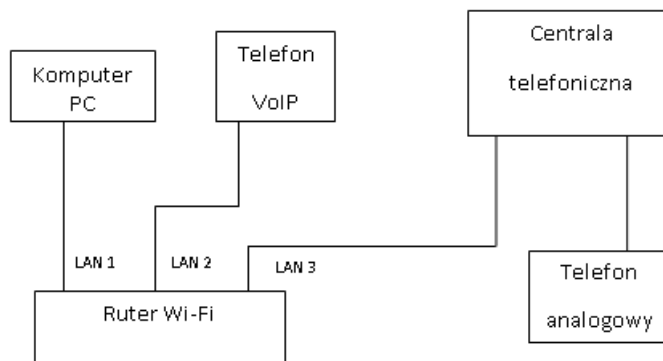 Komputer
PC
Telefon
VoIP
Centrala
telefoniczna
LAN 1
LAN 2
LAN 3
Ruter Wi-Fi
Telefon
analogowy